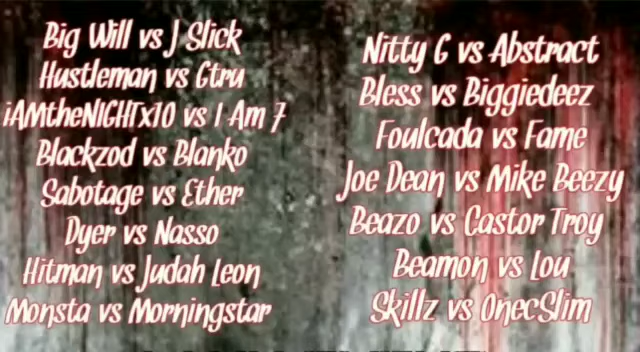 Big Will vs J Slick
Hustleman vs Gtru
iAMtheNIGHTx10 vs I Am 7
Blackzod vs Blanko
Sabotage vs Ether
Dyer vs Nasso
Hitman vs Judah Leon
Monsta vs Morningstar
Nitty G vs Abstract
Bless vs Biggiedeez
Foulcada vs Fame
Joe Dean vs Mike Beezy
Beazo vs Castor Troy
Beamon vs Lou
Skillz vs OnecSlim